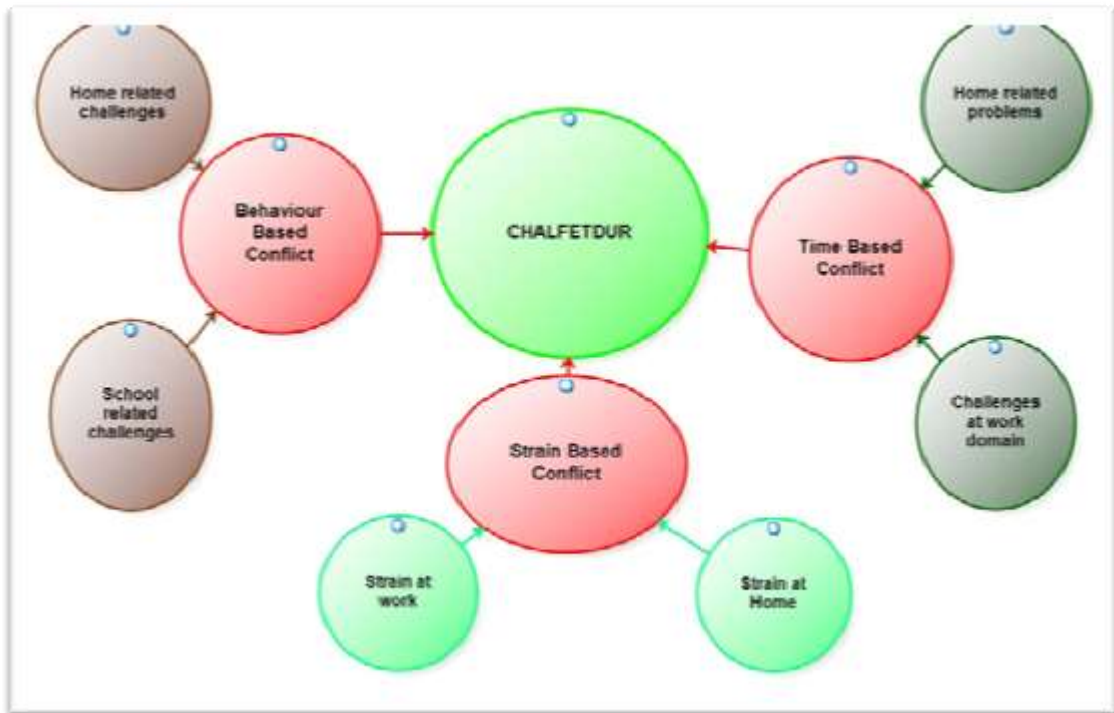 Home related
challenges
Home related
problems
Behaviour
Based
Conflict
CHALFETDUR
Time Based
Conflict
School
related
challenges
Challenges
at work
domain
Strain Based
Conflict
Strain at
work
Strain at
Home